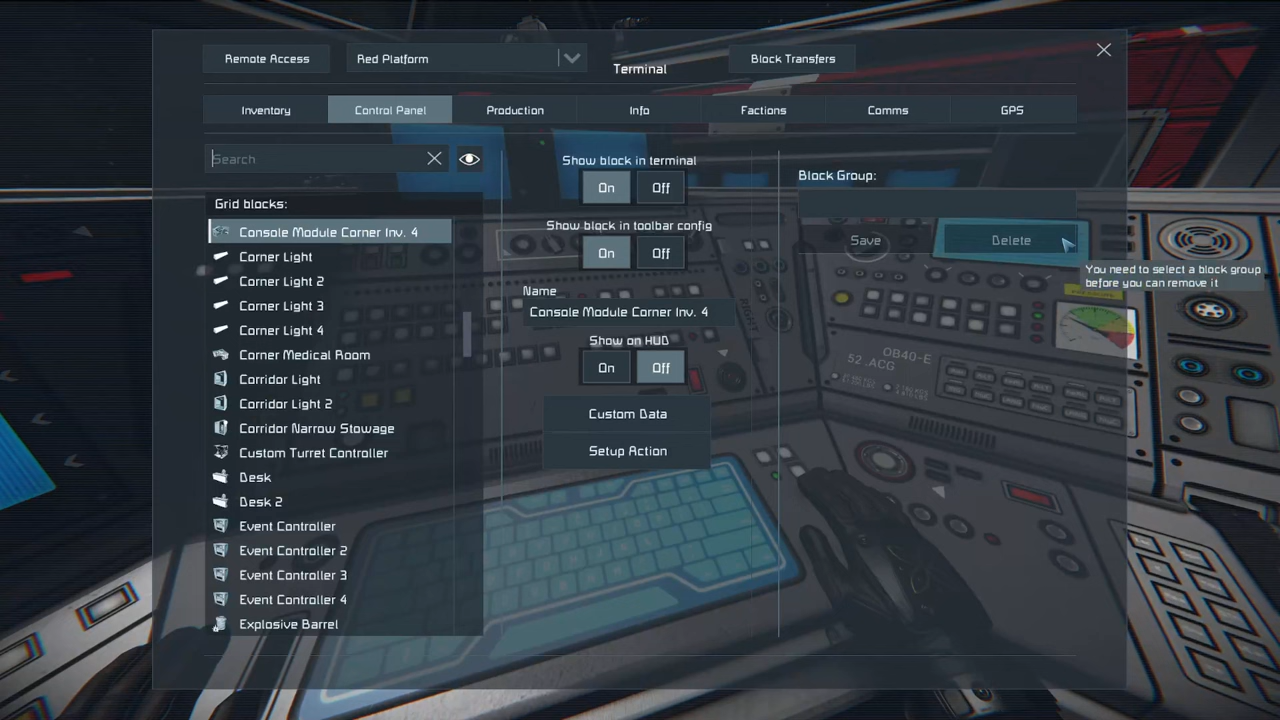 Remote Access
Red Platform
Terminal
Block Transfers
Inventory
Control Panel
Production
Info
Factions
Comms
GPS
Search
Grid blocks:
Console Module Corner Inv. 4
Corner Light
Corner Light 2
Corner Light 3
Corner Light 4
Corner Medical Room
Corridor Light
Corridor Light 2
Corridor Narrow Stowage
Custom Turret Controller
Desk
Desk 2
Event Controller
Event Controller 2
Event Controller 3
Event Controller 4
Explosive Barrel
Show block in terminal
On Off
Show block in toolbar config
On Off
Name
Console Module Corner Inv. 4
Show on HUD
On Off
Custom Data
Setup Action
Block Group:
Save
Delete
You need to select a block group
before you can remove it
RIGHT
OB40-E
52 .ACG